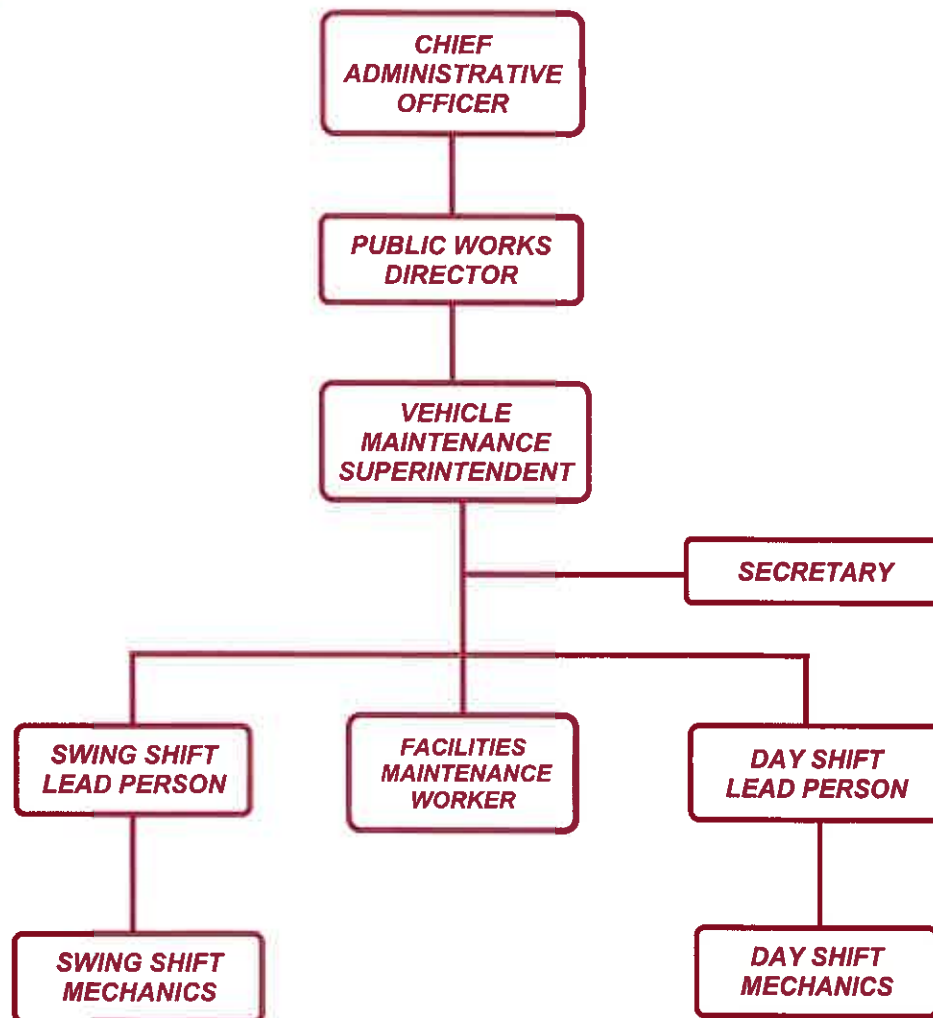 CHIEF
ADMINISTRATIVE
OFFICER
PUBLIC WORKS
DIRECTOR
VEHICLE
MAINTENANCE
SUPERINTENDENT
SECRETARY
SWING SHIFT
LEAD PERSON
FACILITIES
MAINTENANCE
WORKER
DAY SHIFT
LEAD PERSON
SWING SHIFT
MECHANICS
DAY SHIFT
MECHANICS